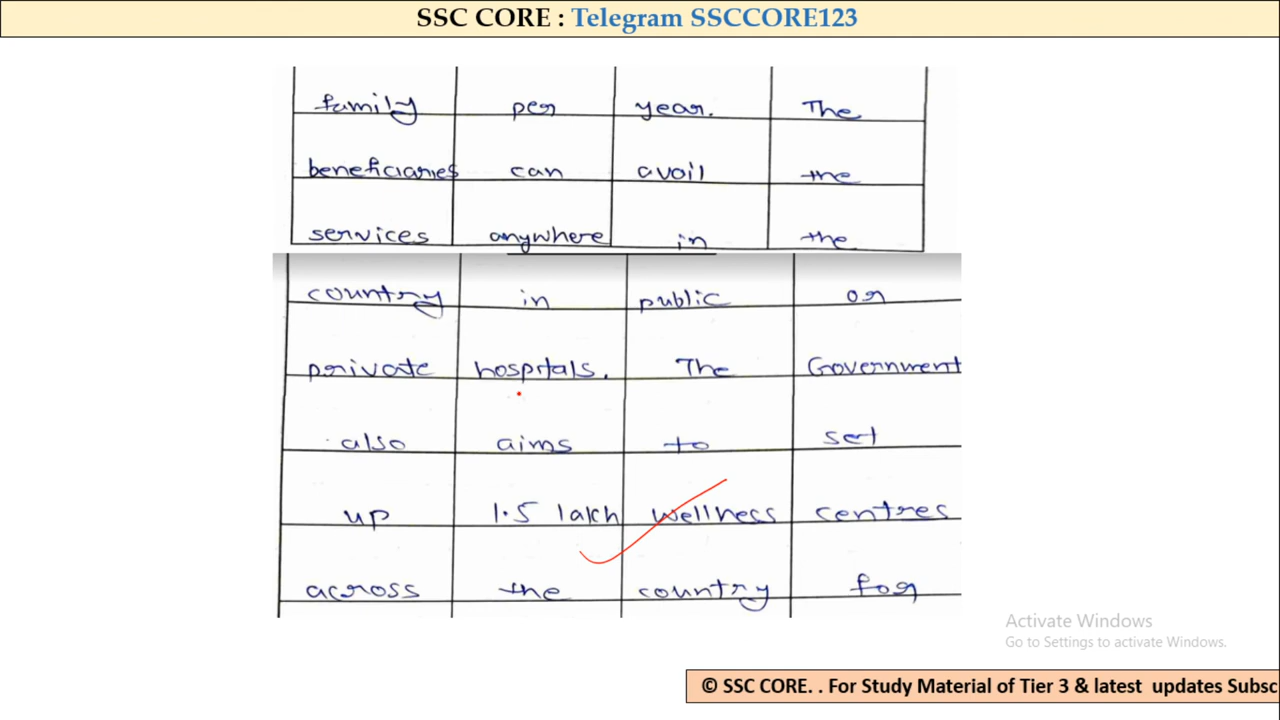 SSC CORE : Telegram SSCCORE123
family per year. The
beneficiaries can avail the
services anywhere in the
country in public or
private hospitals. The Government
also aims to set
up 1.5 lakh wellness centres
across the country for
Activate Windows
Go to Settings to activate Windows.
© SSC CORE. . For Study Material of Tier 3 & latest updates Subsc